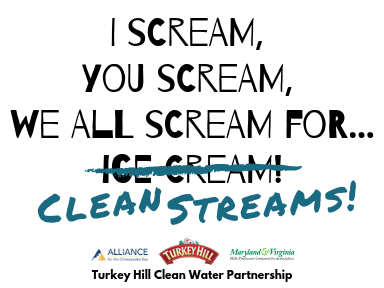 I SCREAM,
YOU SCREAM,
WE ALL SCREAM FOR...
ICE CREAM!
CLEAN STREAMS!
ALLIANCE
for the Chesapeake Bay
TURKEY HILL
Maryland & Virginia
Milk Producers Cooperative Association
Turkey Hill Clean Water Partnership